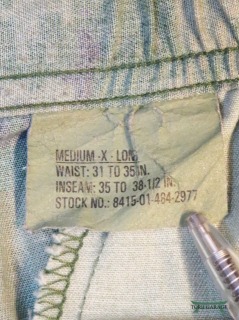 MEDIUM -X- LONG
WAIST: 31 TO 35 IN.
INSEAM: 35 TO 38-1/2 IN.
STOCK NO.: 8415-01-484-2977